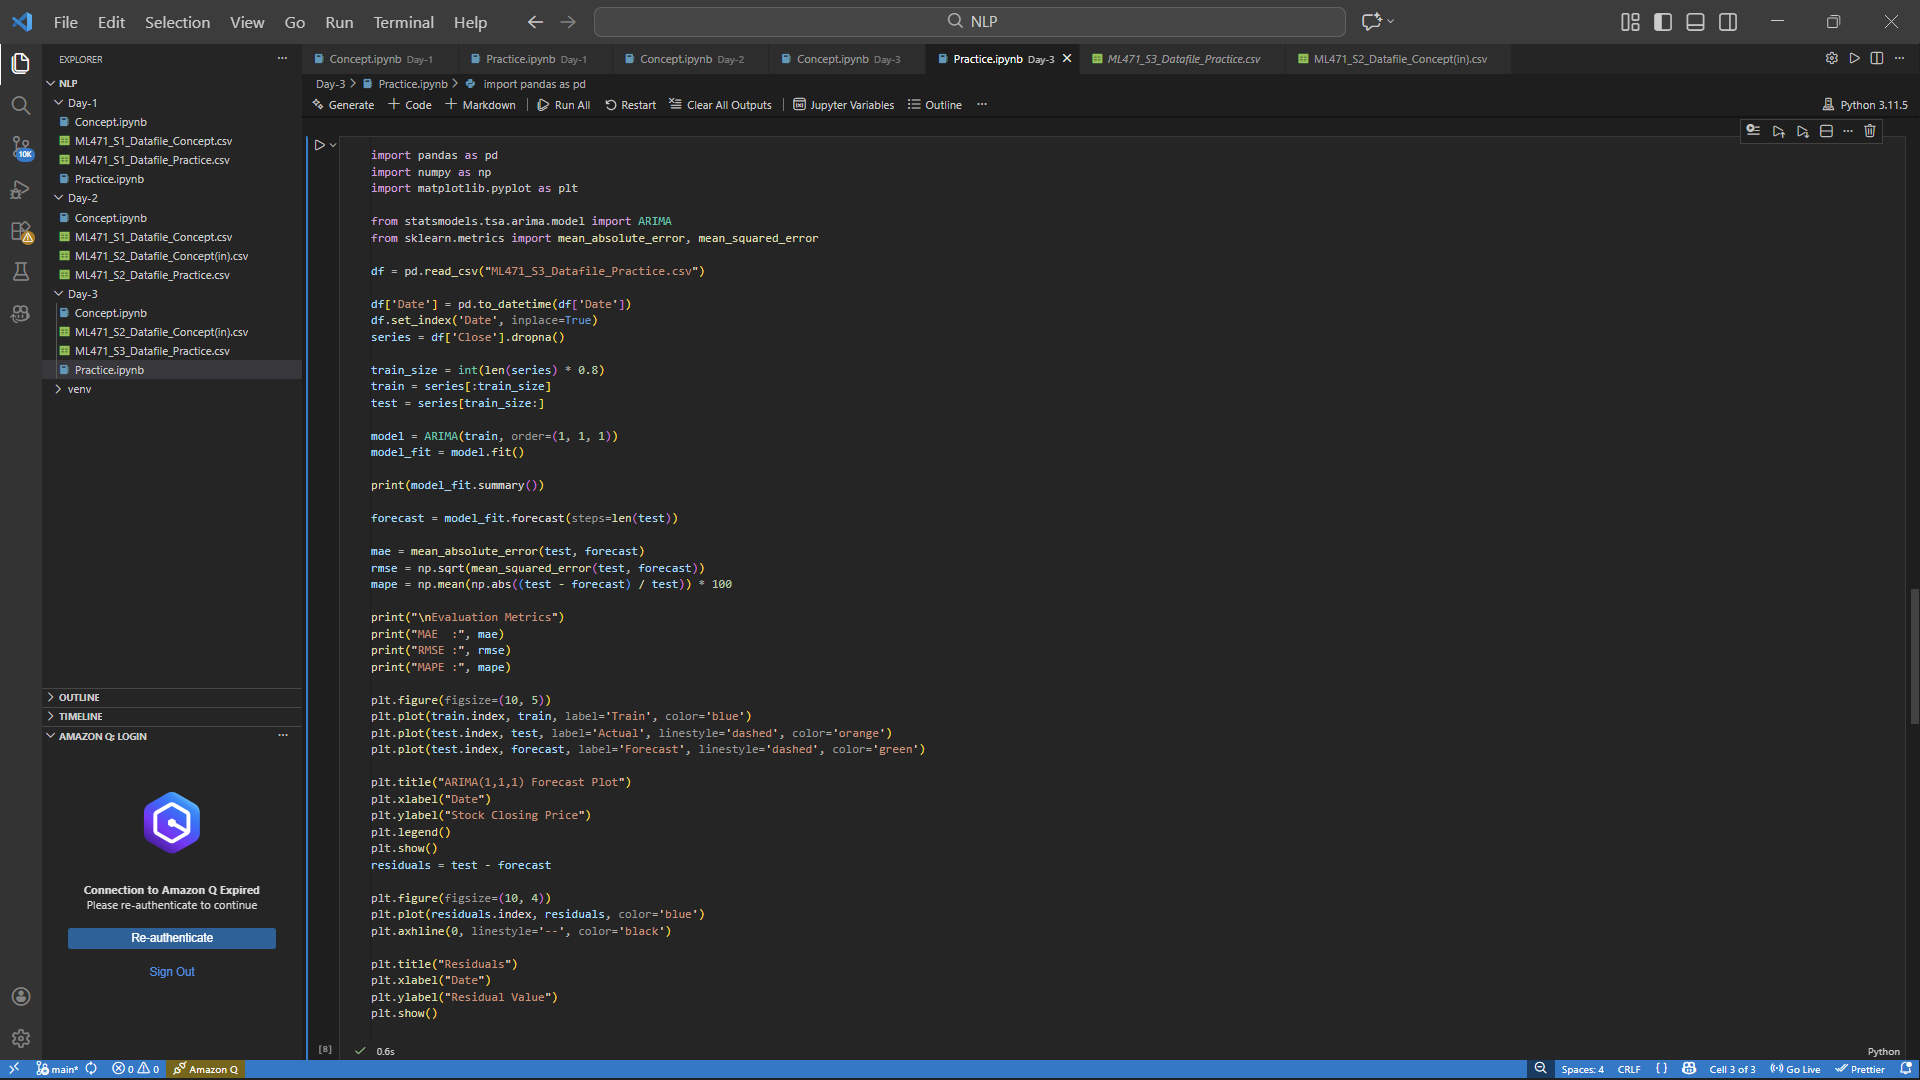 File Edit Selection View Go Run Terminal Help
NLP
EXPLORER
NLP
Day-1
Concept.ipynb
ML471_S1_Datafile_Concept.csv
ML471_S1_Datafile_Practice.csv
Practice.ipynb
Day-2
Concept.ipynb
ML471_S1_Datafile_Concept.csv
ML471_S2_Datafile_Concept(in).csv
ML471_S2_Datafile_Practice.csv
Day-3
Concept.ipynb
ML471_S2_Datafile_Concept(in).csv
ML471_S3_Datafile_Practice.csv
Practice.ipynb
venv
10K
OUTLINE
TIMELINE
AMAZON Q: LOGIN
Connection to Amazon Q Expired
Please re-authenticate to continue
Re-authenticate
Sign Out
Concept.ipynb Day-1 Practice.ipynb Day-1 Concept.ipynb Day-2 Concept.ipynb Day-3 Practice.ipynb Day-3 ML471_S3_Datafile_Practice.csv ML471_S2_Datafile_Concept(in).csv
Day-3 > Practice.ipynb > import pandas as pd
Generate + Code + Markdown Run All Restart Clear All Outputs Jupyter Variables Outline ... Python 3.11.5
import pandas as pd
import numpy as np
import matplotlib.pyplot as plt
from statsmodels.tsa.arima.model import ARIMA
from sklearn.metrics import mean_absolute_error, mean_squared_error
df = pd.read_csv("ML471_S3_Datafile_Practice.csv")
df['Date'] = pd.to_datetime(df['Date'])
df.set_index('Date', inplace=True)
series = df['Close'].dropna()
train_size = int(len(series) * 0.8)
train = series[:train_size]
test = series[train_size:]
model = ARIMA(train, order=(1, 1, 1))
model_fit = model.fit()
print(model_fit.summary())
forecast = model_fit.forecast(steps=len(test))
mae = mean_absolute_error(test, forecast)
rmse = np.sqrt(mean_squared_error(test, forecast))
mape = np.mean(np.abs((test - forecast) / test)) * 100
print("\nEvaluation Metrics")
print("MAE  :", mae)
print("RMSE :", rmse)
print("MAPE :", mape)
plt.figure(figsize=(10, 5))
plt.plot(train.index, train, label='Train', color='blue')
plt.plot(test.index, test, label='Actual', linestyle='dashed', color='orange')
plt.plot(test.index, forecast, label='Forecast', linestyle='dashed', color='green')
plt.title("ARIMA(1,1,1) Forecast Plot")
plt.xlabel("Date")
plt.ylabel("Stock Closing Price")
plt.legend()
plt.show()
residuals = test - forecast
plt.figure(figsize=(10, 4))
plt.plot(residuals.index, residuals, color='blue')
plt.axhline(0, linestyle='--', color='black')
plt.title("Residuals")
plt.xlabel("Date")
plt.ylabel("Residual Value")
plt.show()
[8] 0.6s Python
main* 0 0 Amazon Q Spaces: 4 CRLF { } Cell 3 of 3 Go Live Prettier